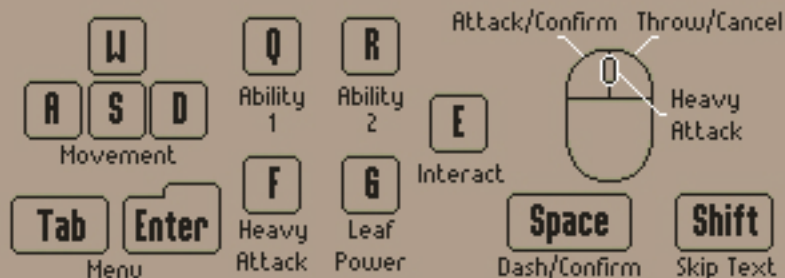 W
A S D
Movement
Tab Enter
Menu
Q
Ability
1
R
Ability
2
F
Heavy
Attack
G
Leaf
Power
E
Interact
Attack/Confirm
Throw/Cancel
Heavy
Attack
Space
Dash/Confirm
Shift
Skip Text